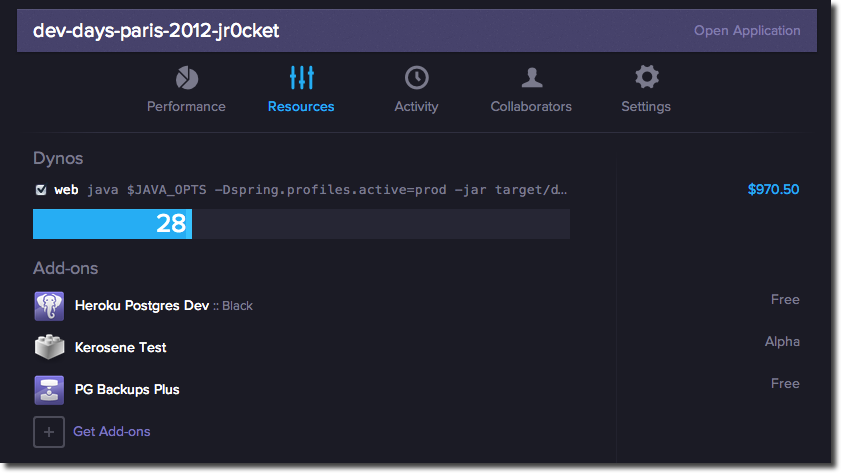 dev-days-paris-2012-jr0cket Open Application
Performance Resources Activity Collaborators Settings
Dynos
web java $JAVA_OPTS -Dspring.profiles.active=prod -jar target/d… $970.50
28
Add-ons
Heroku Postgres Dev :: Black Free
Kerosene Test Alpha
PG Backups Plus Free
+ Get Add-ons